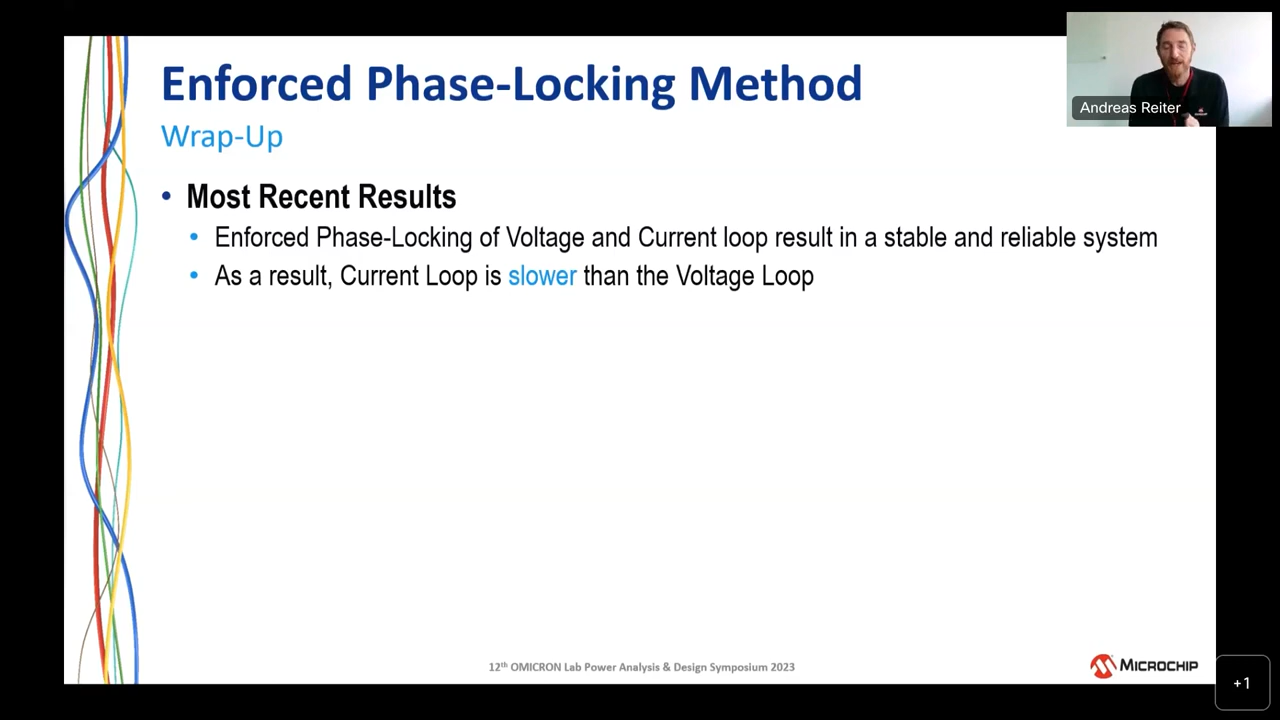 Enforced Phase-Locking Method
Wrap-Up
Andreas Reiter
• Most Recent Results
• Enforced Phase-Locking of Voltage and Current loop result in a stable and reliable system
• As a result, Current Loop is slower than the Voltage Loop
12th OMICRON Lab Power Analysis & Design Symposium 2023
MICROCHIP
+1